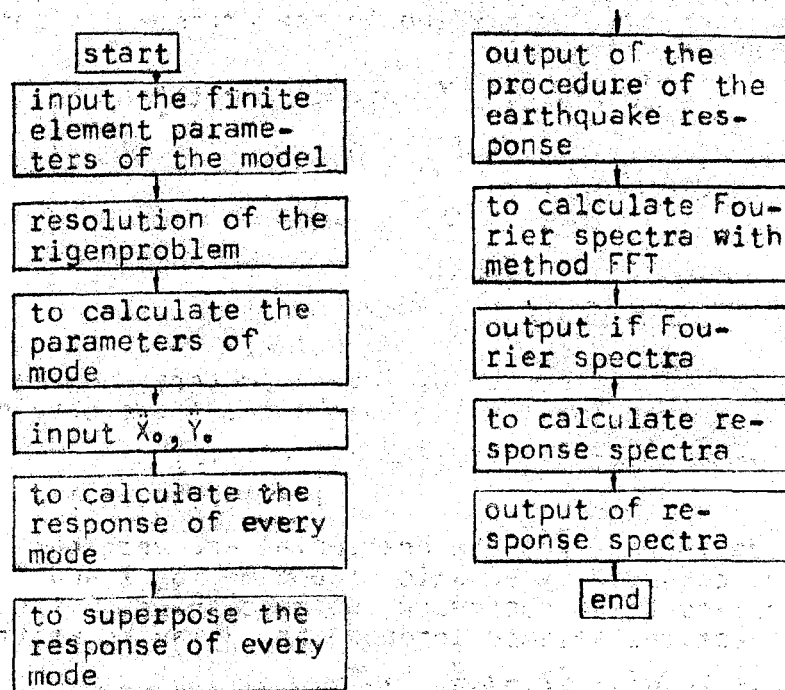 start
input the finite
element parame-
ters of the model
resolution of the
rigenproblem
to calculate the
parameters of
mode
input Ẍ₀, Ÿ₀
to calculate the
response of every
mode
to superpose the
response of every
mode
output of the
procedure of the
earthquake res-
ponse
to calculate Fou-
rier spectra with
method FFT
output if Fou-
rier spectra
to calculate re-
sponse spectra
output of re-
sponse spectra
end